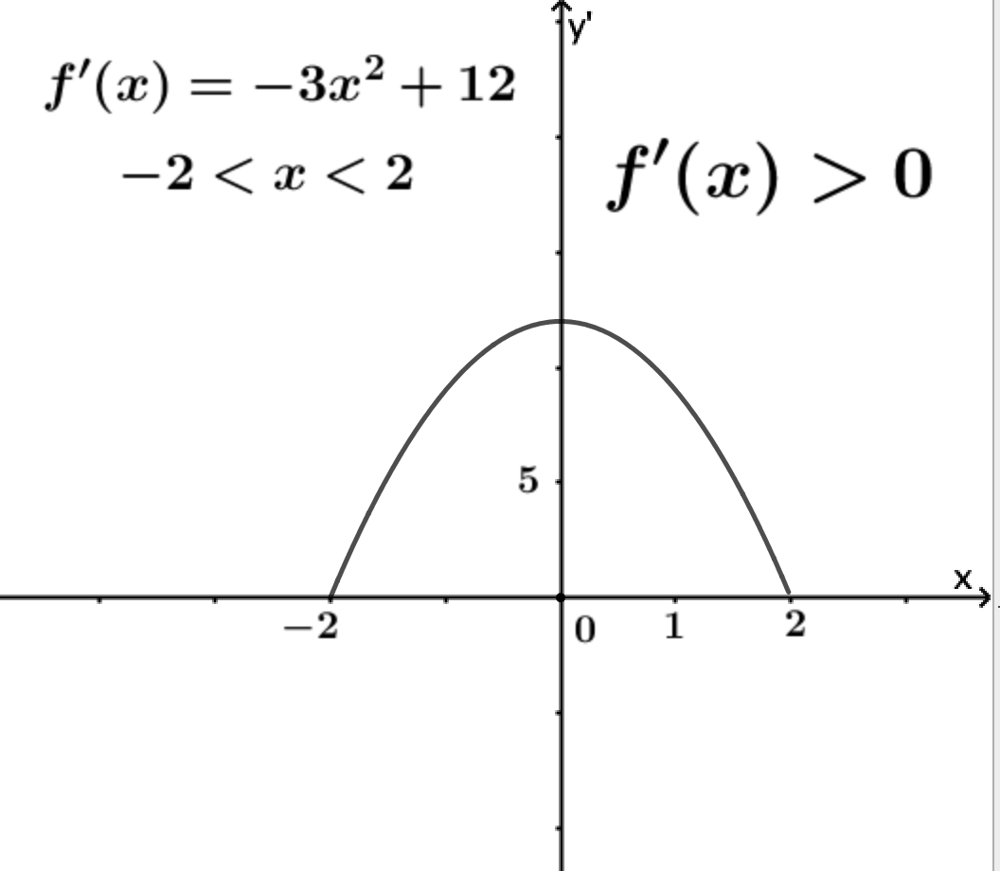 y'
f′(x) = −3x² + 12
−2 < x < 2
f′(x) > 0
5
x
−2
0
1
2